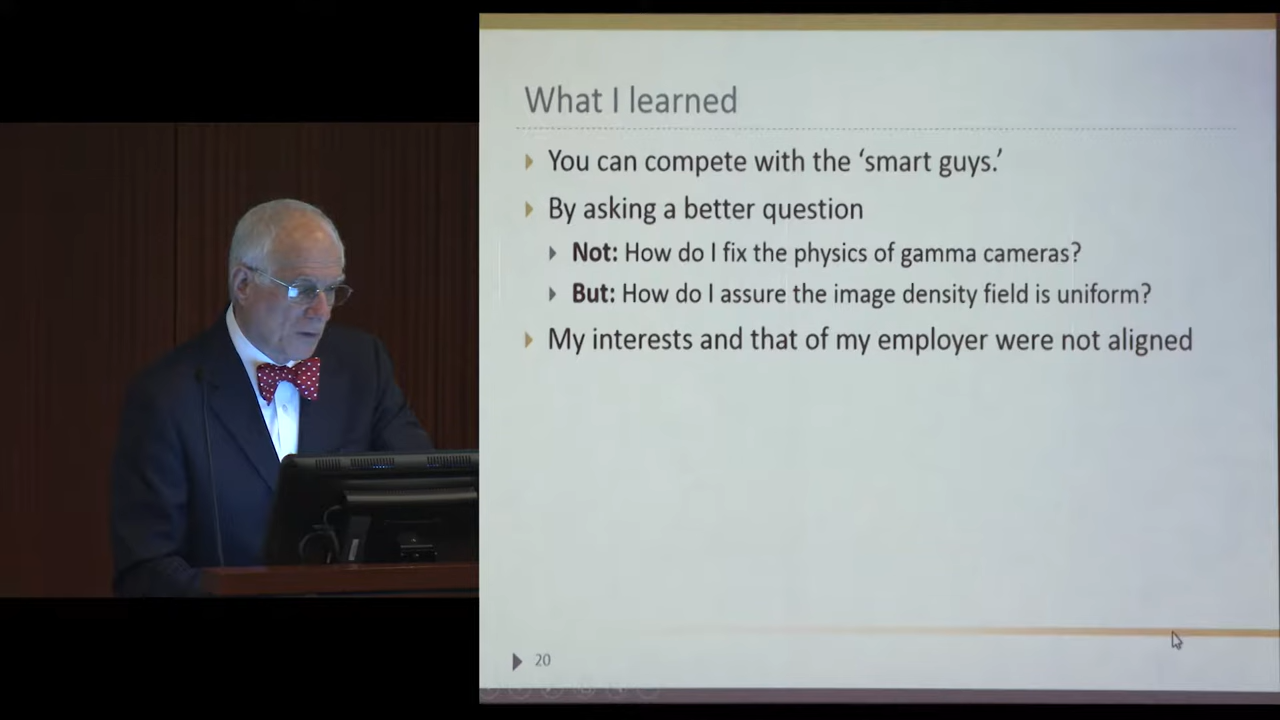 What I learned
You can compete with the ‘smart guys.’
By asking a better question
Not: How do I fix the physics of gamma cameras?
But: How do I assure the image density field is uniform?
My interests and that of my employer were not aligned
20